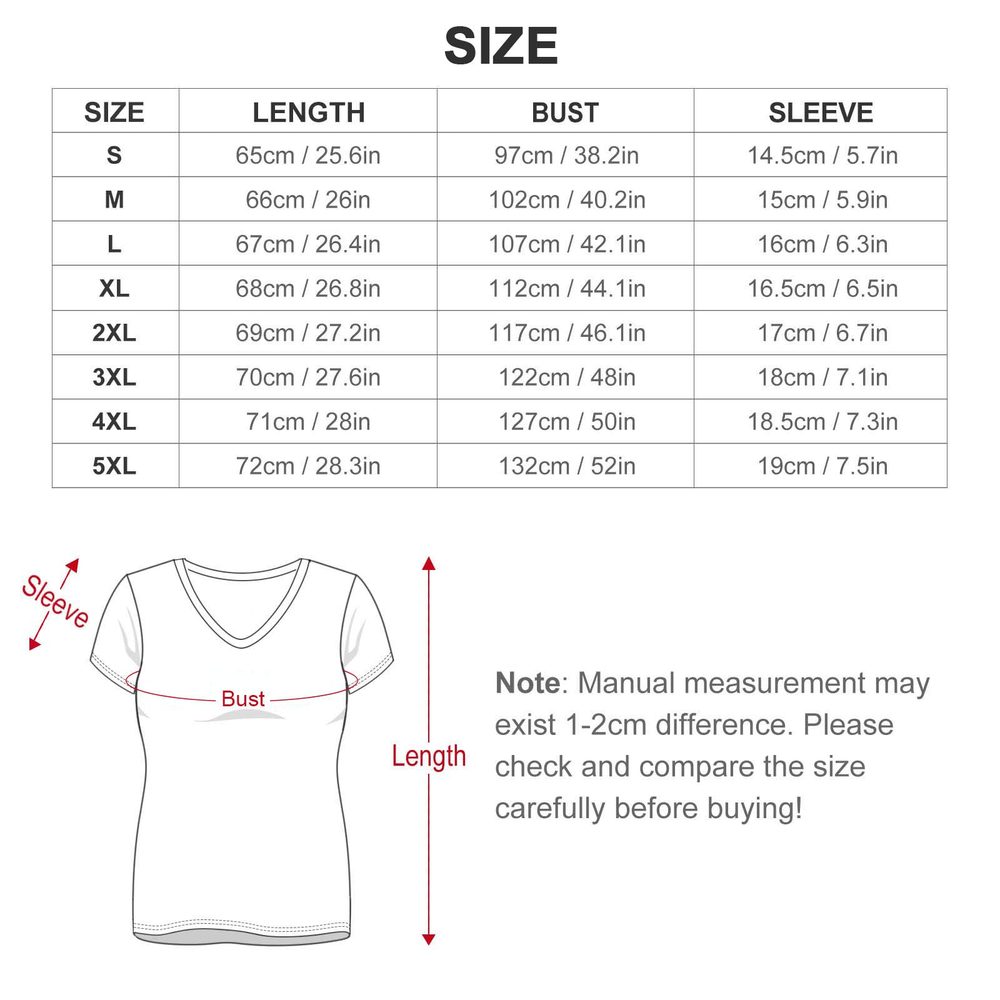 SIZE
SIZE LENGTH BUST SLEEVE
S 65cm / 25.6in 97cm / 38.2in 14.5cm / 5.7in
M 66cm / 26in 102cm / 40.2in 15cm / 5.9in
L 67cm / 26.4in 107cm / 42.1in 16cm / 6.3in
XL 68cm / 26.8in 112cm / 44.1in 16.5cm / 6.5in
2XL 69cm / 27.2in 117cm / 46.1in 17cm / 6.7in
3XL 70cm / 27.6in 122cm / 48in 18cm / 7.1in
4XL 71cm / 28in 127cm / 50in 18.5cm / 7.3in
5XL 72cm / 28.3in 132cm / 52in 19cm / 7.5in
Sleeve
Bust
Length
Note: Manual measurement may
exist 1-2cm difference. Please
check and compare the size
carefully before buying!